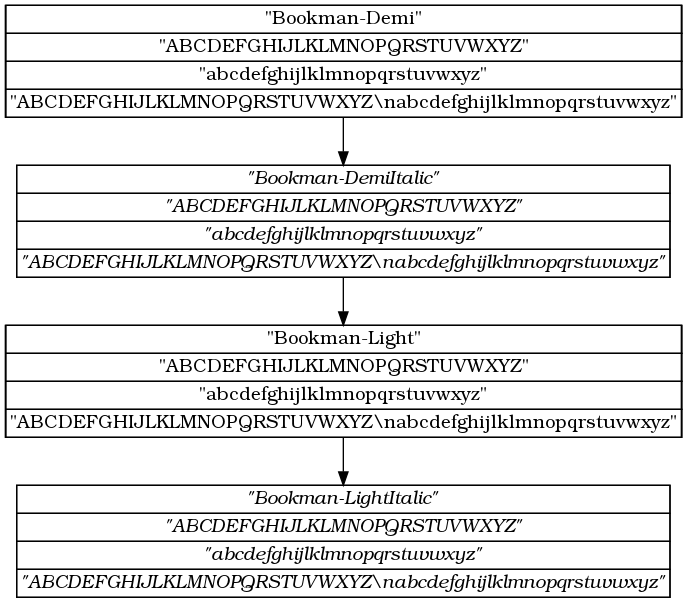 "Bookman-Demi"
"ABCDEFGHIJLKLMNOPQRSTUVWXYZ"
"abcdefghijlklmnopqrstuvwxyz"
"ABCDEFGHIJLKLMNOPQRSTUVWXYZ\nabcdefghijlklmnopqrstuvwxyz"
"Bookman-DemiItalic"
"ABCDEFGHIJLKLMNOPQRSTUVWXYZ"
"abcdefghijlklmnopqrstuvwxyz"
"ABCDEFGHIJLKLMNOPQRSTUVWXYZ\nabcdefghijlklmnopqrstuvwxyz"
"Bookman-Light"
"ABCDEFGHIJLKLMNOPQRSTUVWXYZ"
"abcdefghijlklmnopqrstuvwxyz"
"ABCDEFGHIJLKLMNOPQRSTUVWXYZ\nabcdefghijlklmnopqrstuvwxyz"
"Bookman-LightItalic"
"ABCDEFGHIJLKLMNOPQRSTUVWXYZ"
"abcdefghijlklmnopqrstuvwxyz"
"ABCDEFGHIJLKLMNOPQRSTUVWXYZ\nabcdefghijlklmnopqrstuvwxyz"